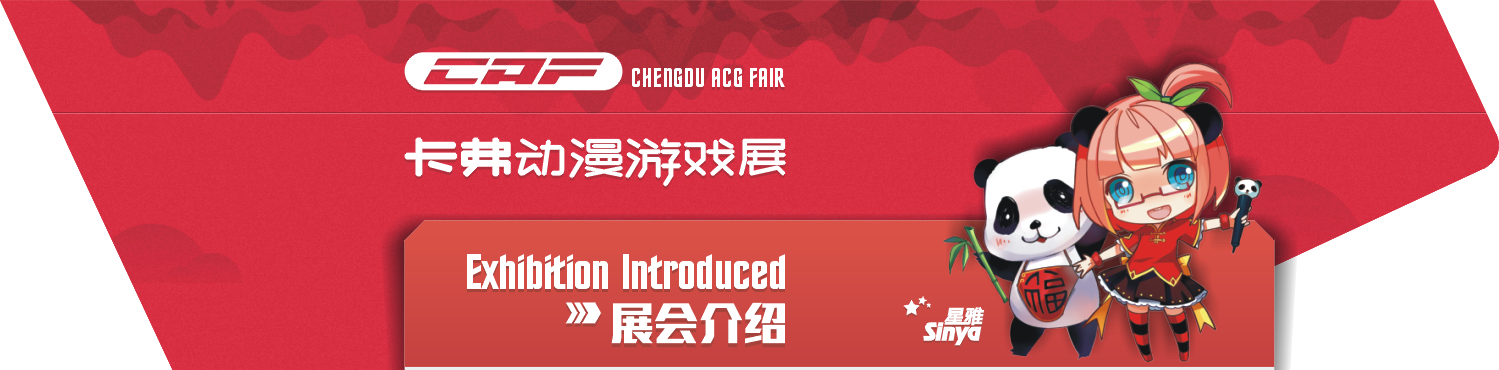 CAF CHENGDU ACG FAIR
卡弗动漫游戏展
Exhibition Introduced
展会介绍
福
星雅
Sinya